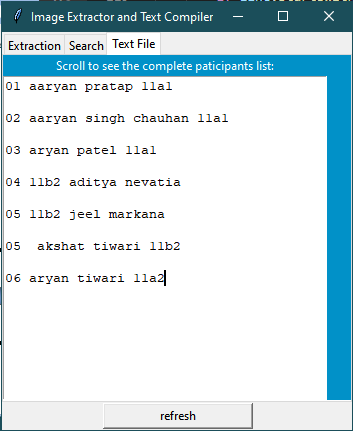 Image Extractor and Text Compiler
Extraction Search Text File
Scroll to see the complete paticipants list:
01 aaryan pratap 11a1
02 aaryan singh chauhan 11a1
03 aryan patel 11a1
04 11b2 aditya nevatia
05 11b2 jeel markana
05  akshat tiwari 11b2
06 aryan tiwari 11a2
refresh